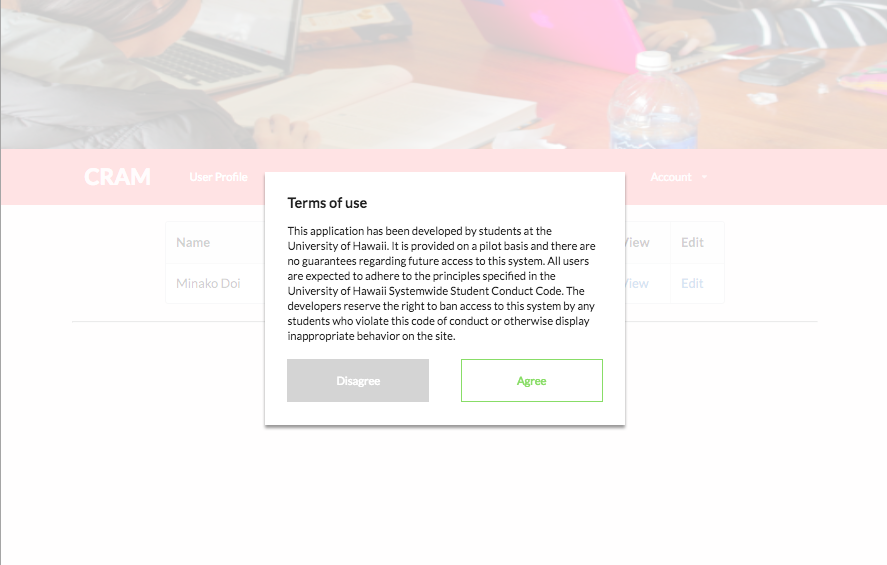 CRAM
User Profile
Account
Terms of use
This application has been developed by students at the
University of Hawaii. It is provided on a pilot basis and there are
no guarantees regarding future access to this system. All users
are expected to adhere to the principles specified in the
University of Hawaii Systemwide Student Conduct Code. The
developers reserve the right to ban access to this system by any
students who violate this code of conduct or otherwise display
inappropriate behavior on the site.
Disagree
Agree
Name
View
Edit
Minako Doi
View
Edit